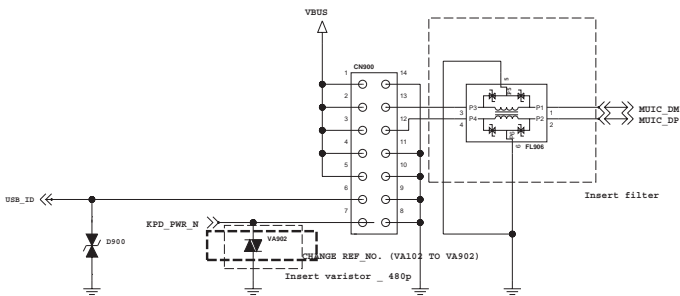 VBUS
CN900
1 14
2 13
3 12
4 11
5 10
6 9
7 8
P3 P1
P4 P2
3 1
4 2
5
6
FL906
MUIC_DM
MUIC_DP
Insert filter
USB_ID
KPD_PWR_N
D900
VA902
CHANGE REF_NO. (VA102 TO VA902)
Insert varistor _ 480p